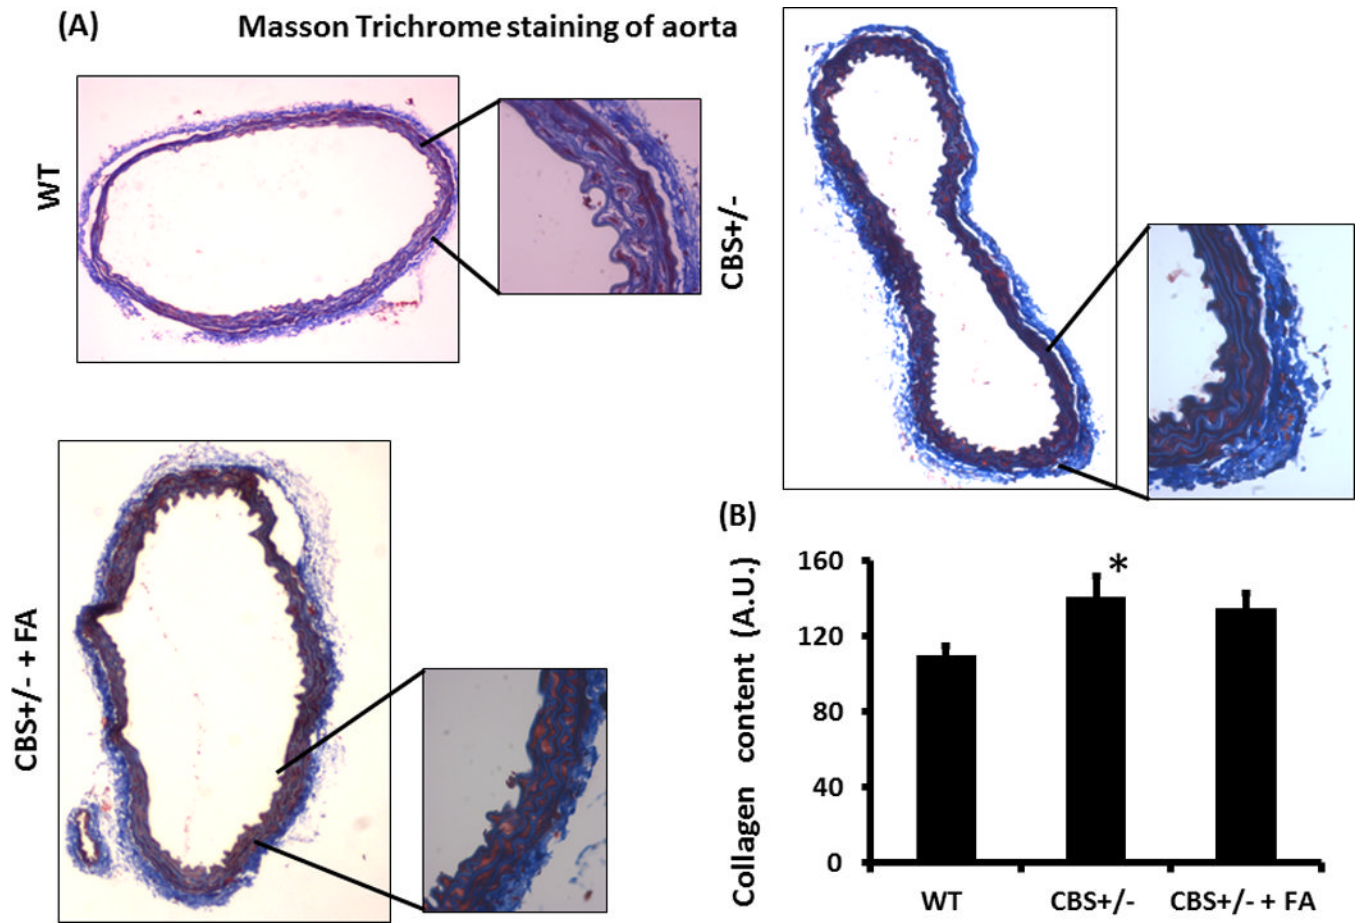 (A) Masson Trichrome staining of aorta
WT
CBS+/-
CBS+/- + FA
(B)
Collagen content (A.U.)
160
120
80
40
0
*
WT CBS+/- CBS+/- + FA